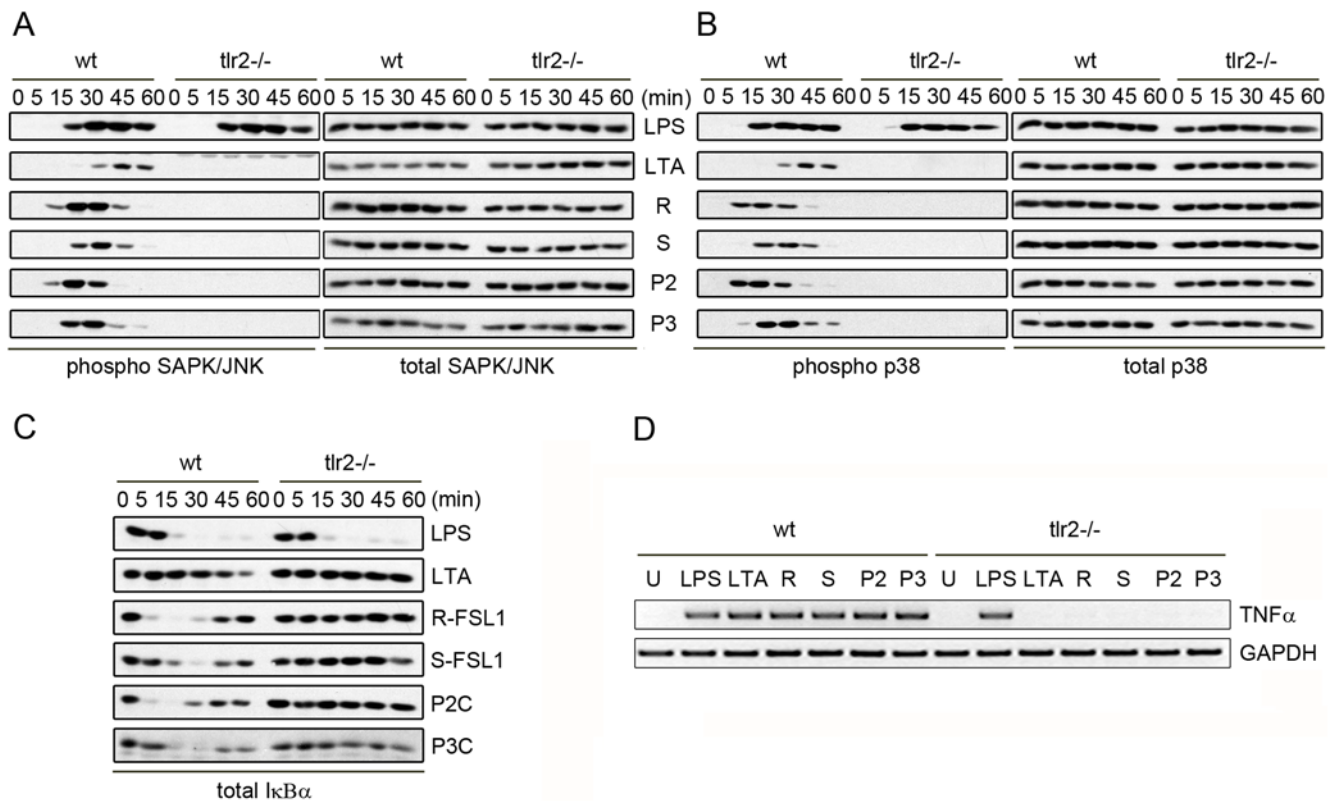 A
B
wt tlr2-/- wt tlr2-/- wt tlr2-/- wt tlr2-/-
0 5 15 30 45 60 0 5 15 30 45 60 0 5 15 30 45 60 0 5 15 30 45 60 (min) 0 5 15 30 45 60 0 5 15 30 45 60 0 5 15 30 45 60 0 5 15 30 45 60
LPS
LTA
R
S
P2
P3
phospho SAPK/JNK total SAPK/JNK phospho p38 total p38
C
wt tlr2-/-
0 5 15 30 45 60 0 5 15 30 45 60 (min)
LPS
LTA
R-FSL1
S-FSL1
P2C
P3C
total IκBα
D
wt tlr2-/-
U LPS LTA R S P2 P3 U LPS LTA R S P2 P3
TNFα
GAPDH